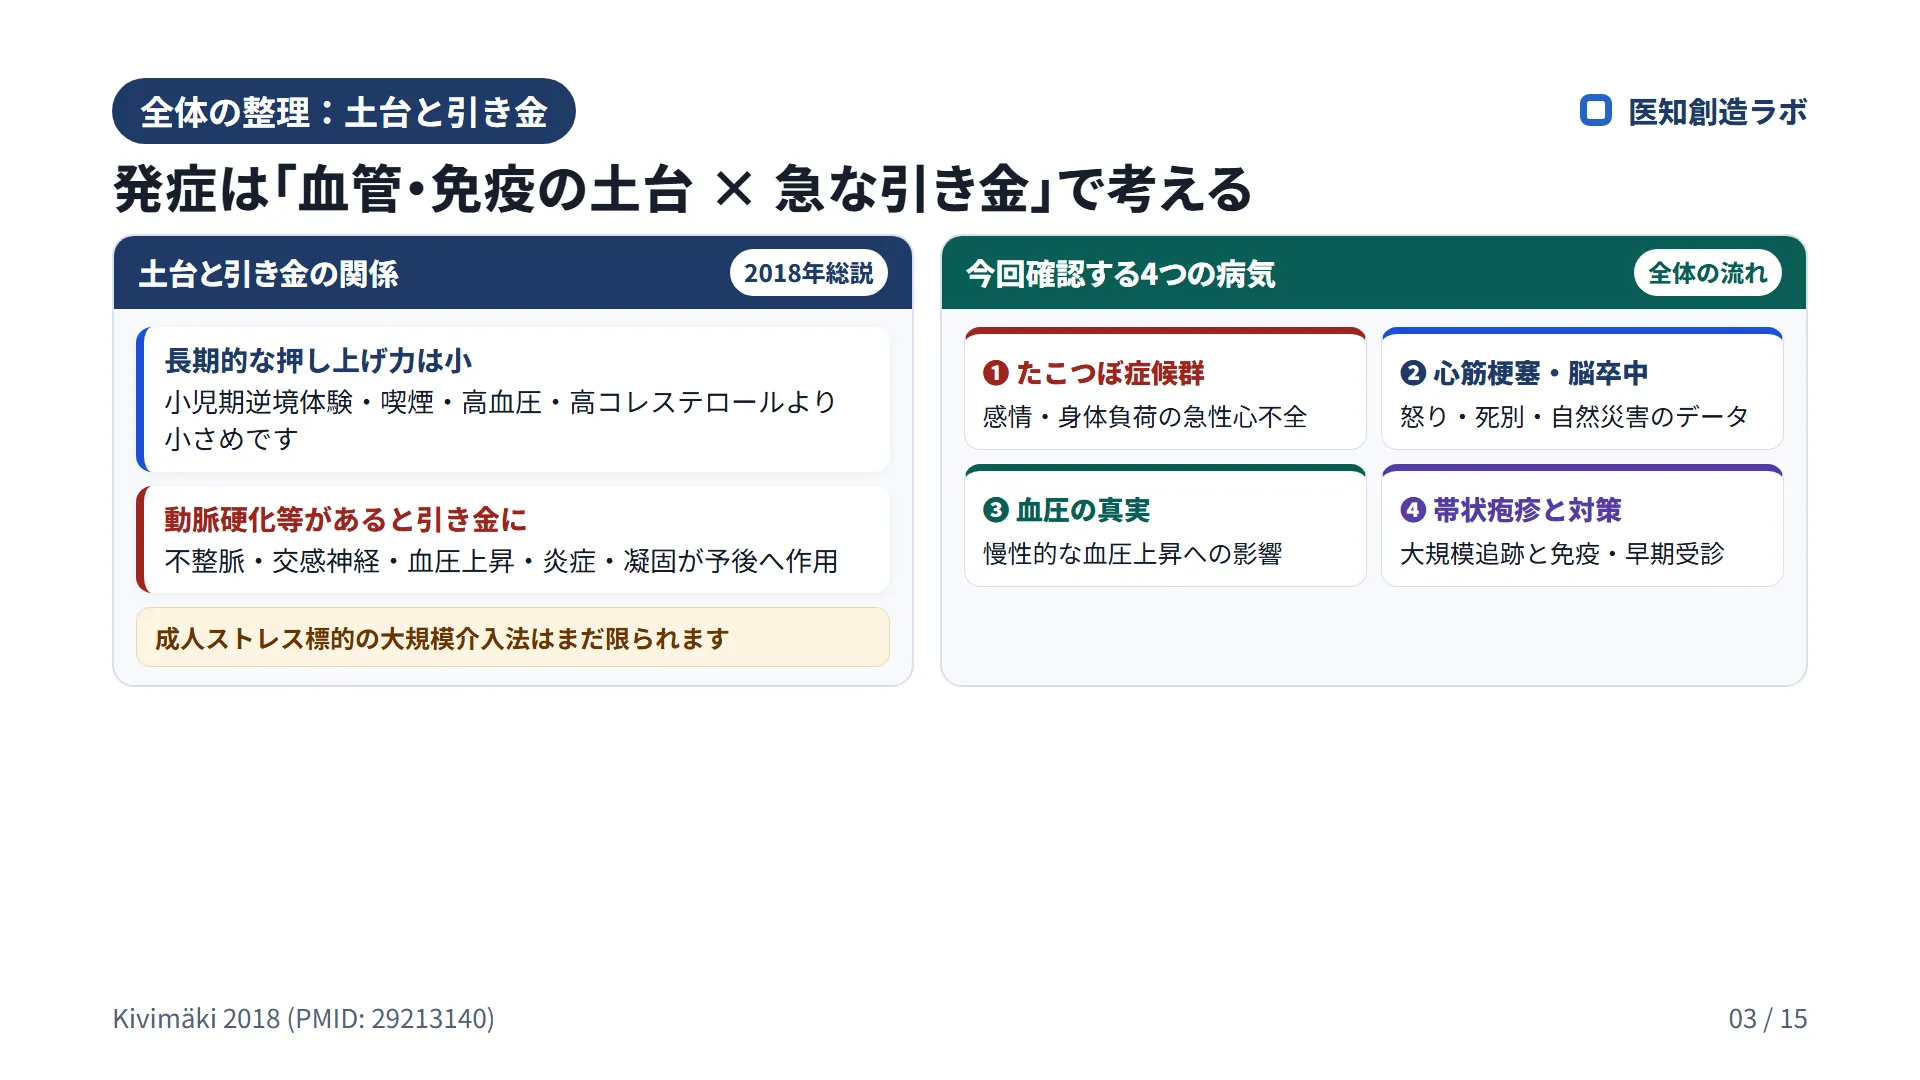 全体の整理：土台と引き金
医知創造ラボ
発症は「血管・免疫の土台 × 急な引き金」で考える
土台と引き金の関係
2018年総説
長期的な押し上げ力は小
小児期逆境体験・喫煙・高血圧・高コレステロールより
小さめです
動脈硬化等があると引き金に
不整脈・交感神経・血圧上昇・炎症・凝固が予後へ作用
成人ストレス標的の大規模介入法はまだ限られます
今回確認する4つの病気
全体の流れ
❶ たこつぼ症候群
感情・身体負荷の急性心不全
❷ 心筋梗塞・脳卒中
怒り・死別・自然災害のデータ
❸ 血圧の真実
慢性的な血圧上昇への影響
❹ 帯状疱疹と対策
大規模追跡と免疫・早期受診
Kivimäki 2018 (PMID: 29213140)
03 / 15